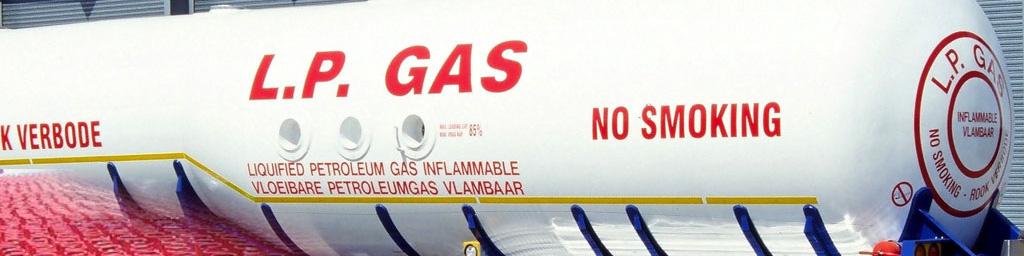 L.P. GAS
K VERBODE
NO SMOKING
85%
LIQUIFIED PETROLEUM GAS INFLAMMABLE
VLOEIBARE PETROLEUMGAS VLAMBAAR
L.P. GAS
INFLAMMABLE
VLAMBAAR
NO SMOKING - ROOK